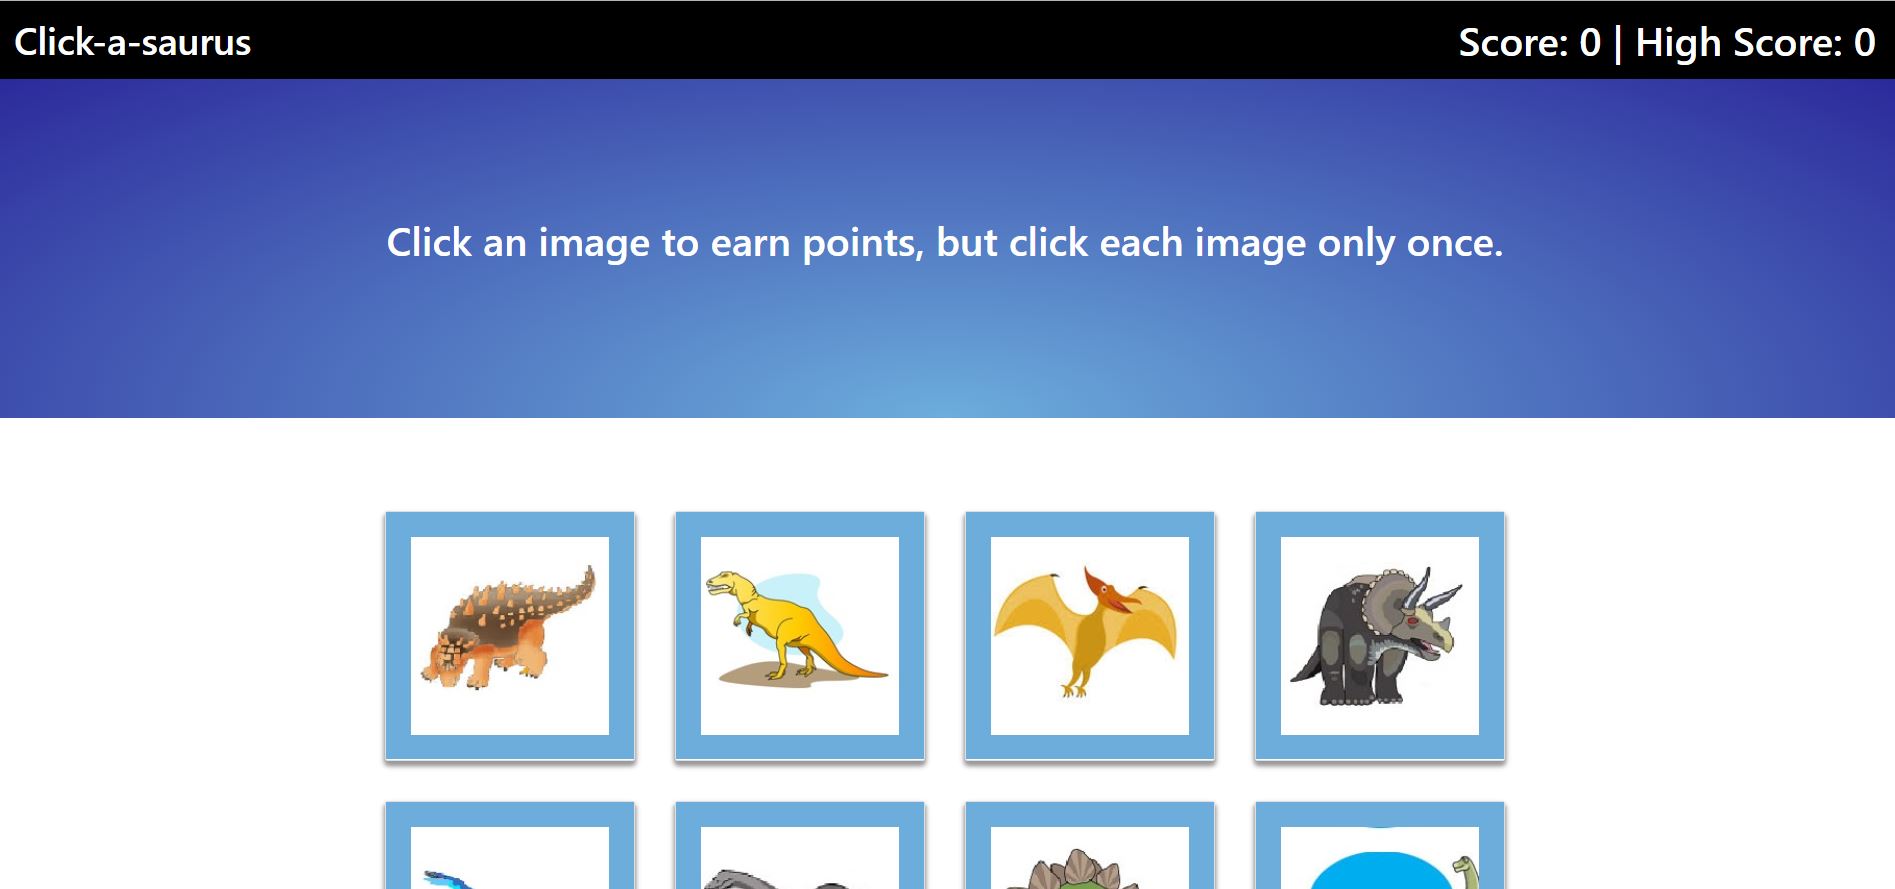 Click-a-saurus
Score: 0 | High Score: 0
Click an image to earn points, but click each image only once.